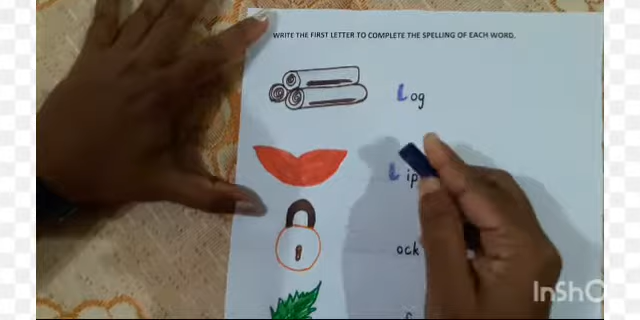 WRITE THE FIRST LETTER TO COMPLETE THE SPELLING OF EACH WORD.
Log
Lip
ock
InShO